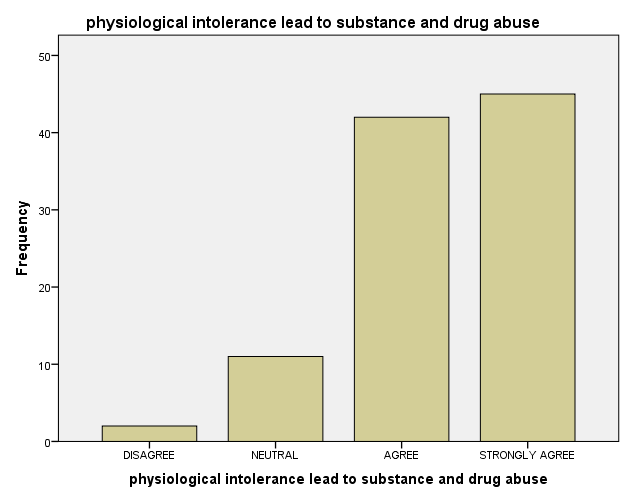 physiological intolerance lead to substance and drug abuse
50
40
30
20
10
0
Frequency
DISAGREE NEUTRAL AGREE STRONGLY AGREE
physiological intolerance lead to substance and drug abuse